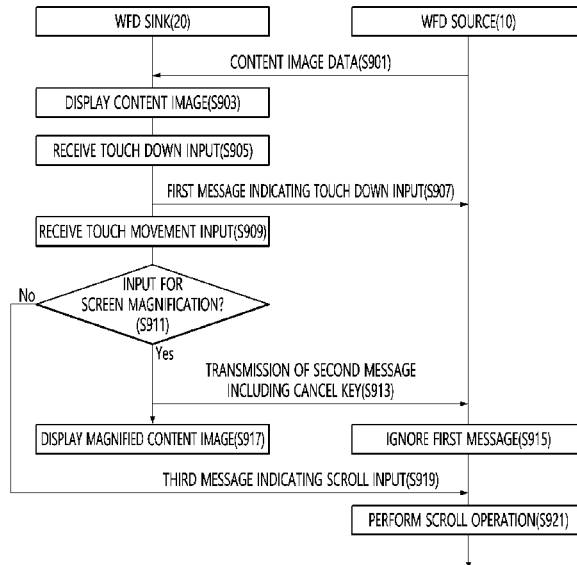 WFD SINK(20)
WFD SOURCE(10)
CONTENT IMAGE DATA(S901)
DISPLAY CONTENT IMAGE(S903)
RECEIVE TOUCH DOWN INPUT(S905)
FIRST MESSAGE INDICATING TOUCH DOWN INPUT(S907)
RECEIVE TOUCH MOVEMENT INPUT(S909)
No
INPUT FOR
SCREEN MAGNIFICATION?
(S911)
Yes
TRANSMISSION OF SECOND MESSAGE
INCLUDING CANCEL KEY(S913)
DISPLAY MAGNIFIED CONTENT IMAGE(S917)
IGNORE FIRST MESSAGE(S915)
THIRD MESSAGE INDICATING SCROLL INPUT(S919)
PERFORM SCROLL OPERATION(S921)